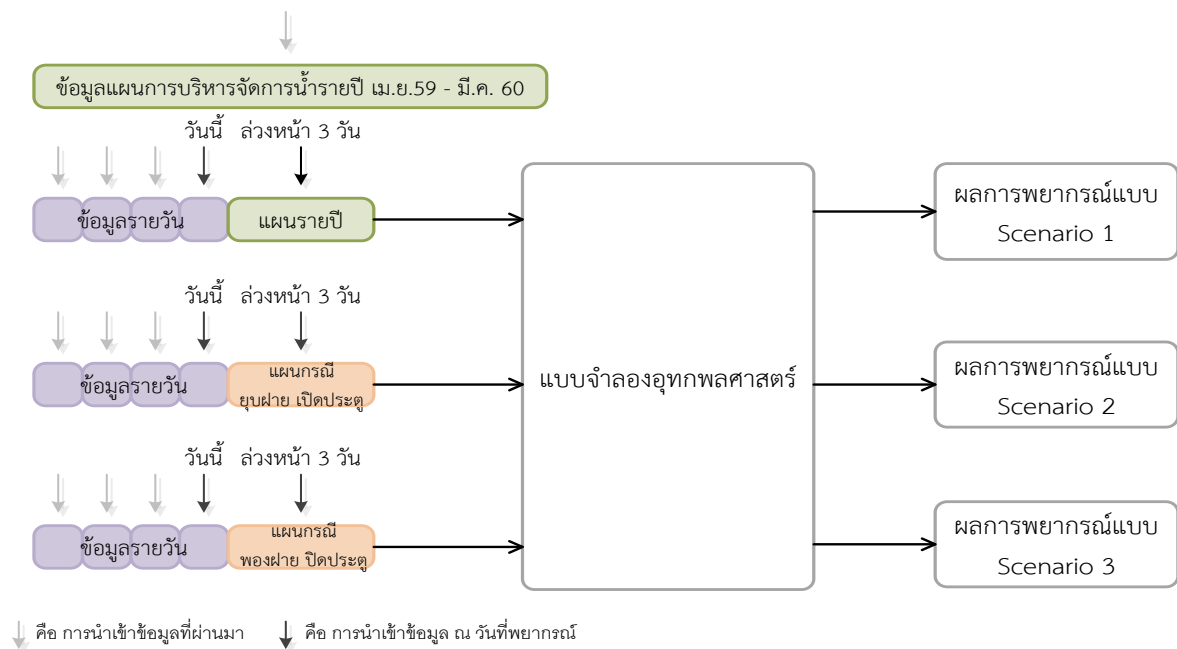 ข้อมูลแผนการบริหารจัดการน้ำรายปี เม.ย.59 - มี.ค. 60
วันนี้ ล่วงหน้า 3 วัน
ข้อมูลรายวัน
แผนรายปี
ผลการพยากรณ์แบบ
Scenario 1
วันนี้ ล่วงหน้า 3 วัน
ข้อมูลรายวัน
แผนกรณี
ยุบฝาย เปิดประตู
แบบจำลองอุทกพลศาสตร์
ผลการพยากรณ์แบบ
Scenario 2
วันนี้ ล่วงหน้า 3 วัน
ข้อมูลรายวัน
แผนกรณี
พองฝาย ปิดประตู
ผลการพยากรณ์แบบ
Scenario 3
คือ การนำเข้าข้อมูลที่ผ่านมา
คือ การนำเข้าข้อมูล ณ วันที่พยากรณ์